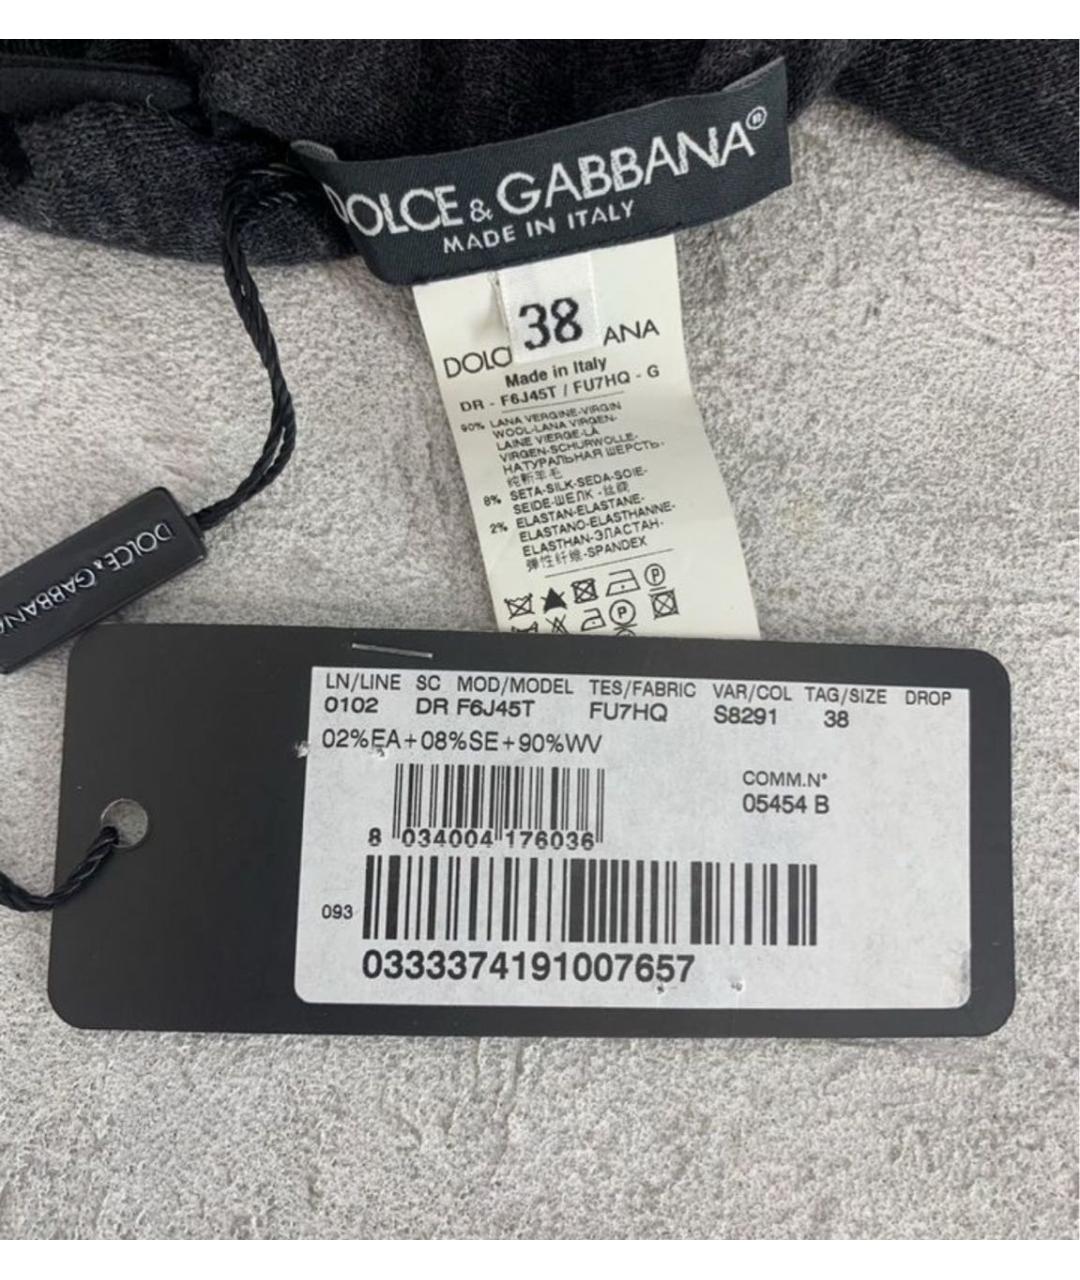 DOLCE & GABBANA®
MADE IN ITALY
38
DOLC ANA
Made in Italy
DR - F6J45T / FU7HQ - G
90% LANA VERGINE-VIRGIN
WOOL-LANA VIRGEN-
LAINE VIERGE-LÃ
VIRGEN-SCHURWOLLE-
НАТУРАЛЬНАЯ ШЕРСТЬ-
纯新羊毛
8% SETA-SILK-SEDA-SOIE-
SEIDE-ШЕЛК-丝绸
2% ELASTAN-ELASTANE-
ELASTANO-ELASTHANNE-
ELASTHAN-ЭЛАСТАН-
弹性纤维-SPANDEX
P
P
DOLCE & GABBANA
LN/LINE SC MOD/MODEL TES/FABRIC VAR/COL TAG/SIZE DROP
0102 DR F6J45T FU7HQ S8291 38
02%EA+08%SE+90%WV
COMM.N°
05454 B
8 034004 176036
093
0333374191007657